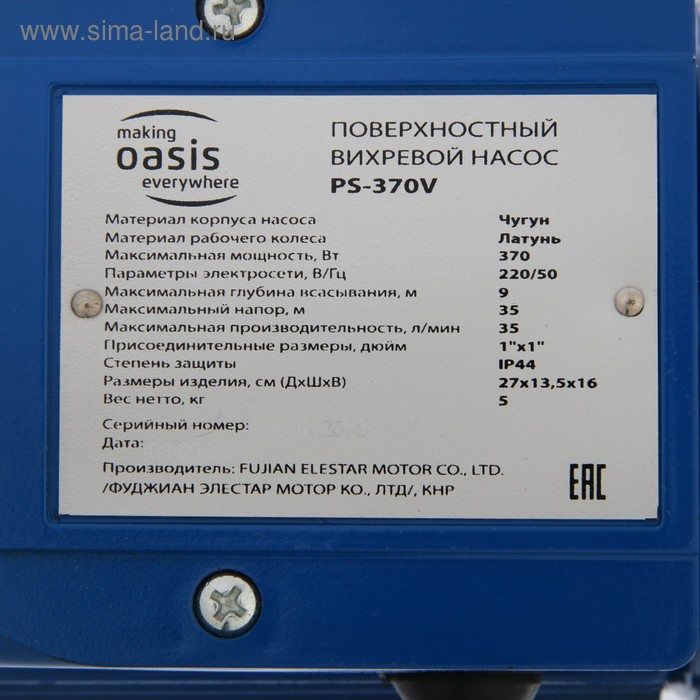 www.sima-land.ru
making
oasis
everywhere
ПОВЕРХНОСТНЫЙ
ВИХРЕВОЙ НАСОС
PS-370V
Материал корпуса насоса Чугун
Материал рабочего колеса Латунь
Максимальная мощность, Вт 370
Параметры электросети, В/Гц 220/50
Максимальная глубина всасывания, м 9
Максимальный напор, м 35
Максимальная производительность, л/мин 35
Присоединительные размеры, дюйм 1"x1"
Степень защиты IP44
Размеры изделия, см (ДхШхВ) 27х13,5х16
Вес нетто, кг 5
Серийный номер:
Дата:
Производитель: FUJIAN ELESTAR MOTOR CO., LTD.
/ФУДЖИАН ЭЛЕСТАР МОТОР КО., ЛТД/, КНР
EAC